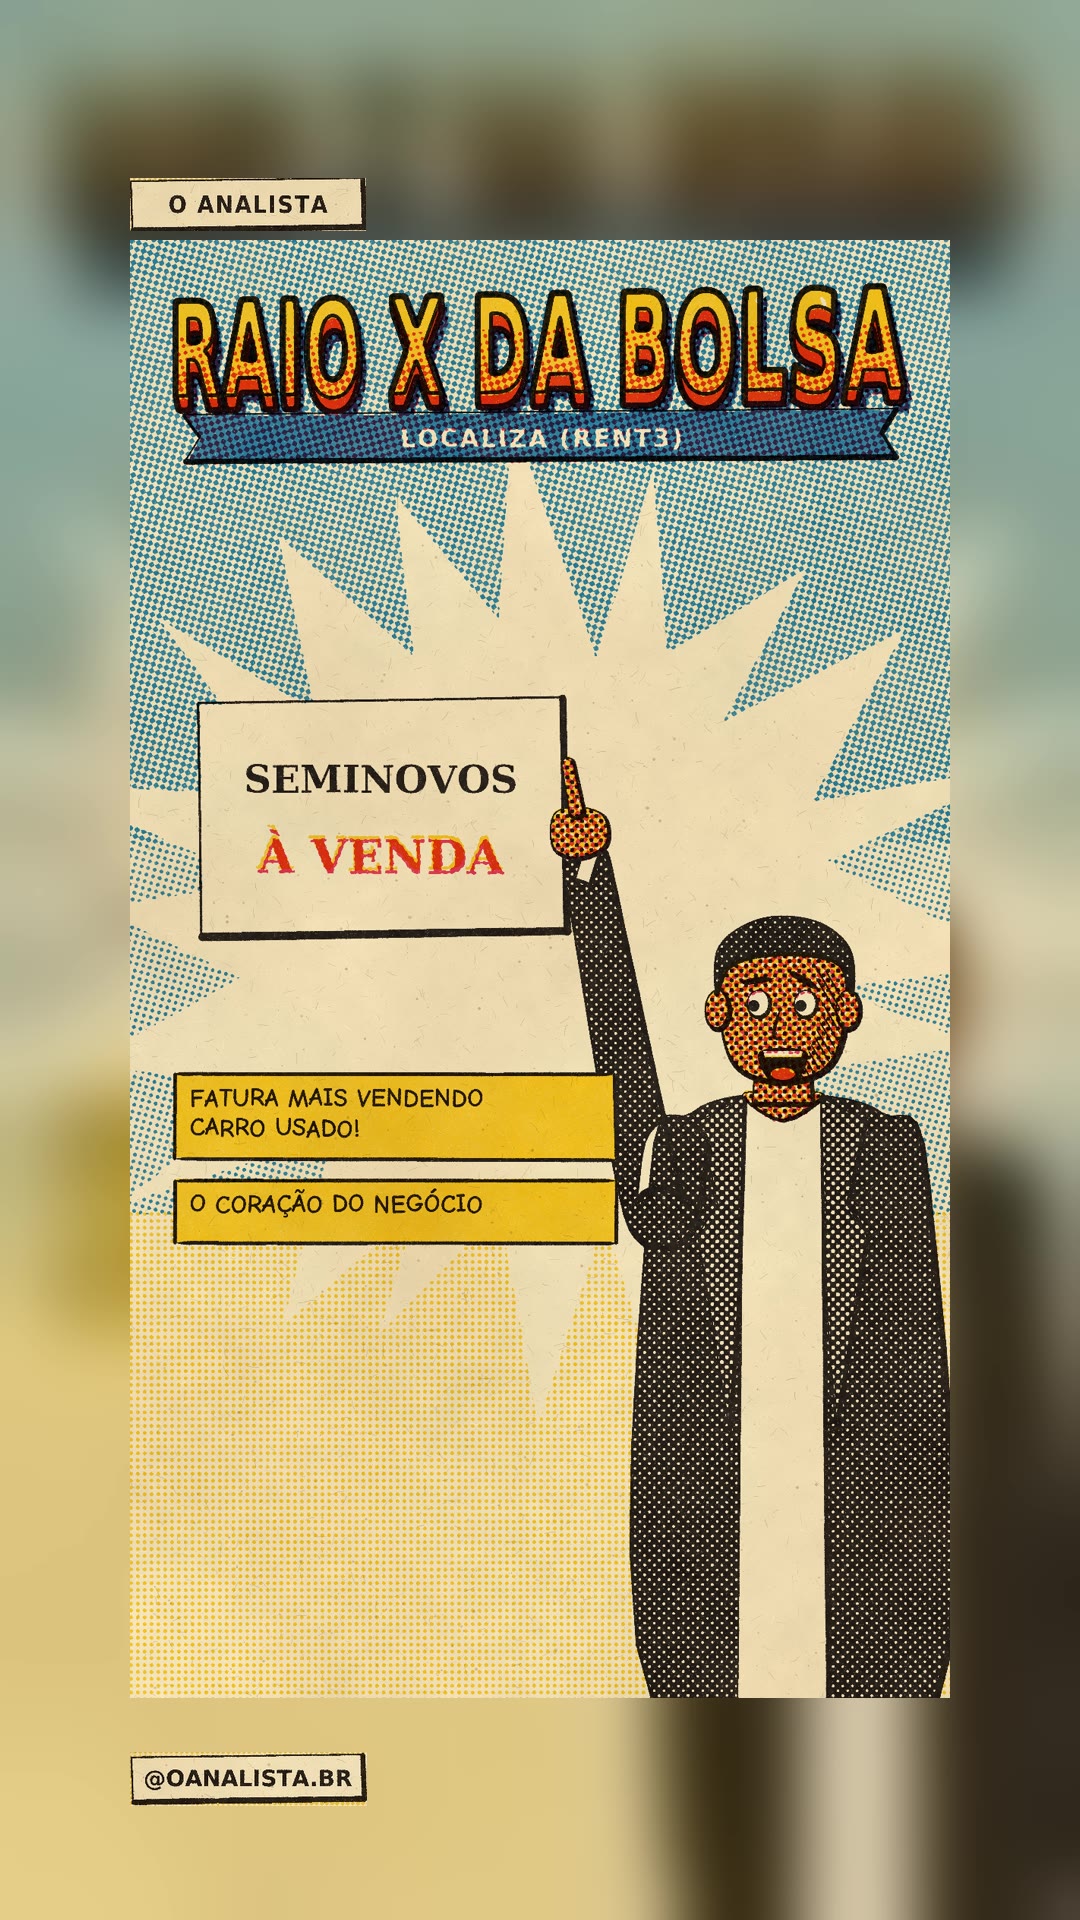 O ANALISTA
RAIO X DA BOLSA
LOCALIZA (RENT3)
SEMINOVOS
À VENDA
FATURA MAIS VENDENDO
CARRO USADO!
O CORAÇÃO DO NEGÓCIO
@OANALISTA.BR